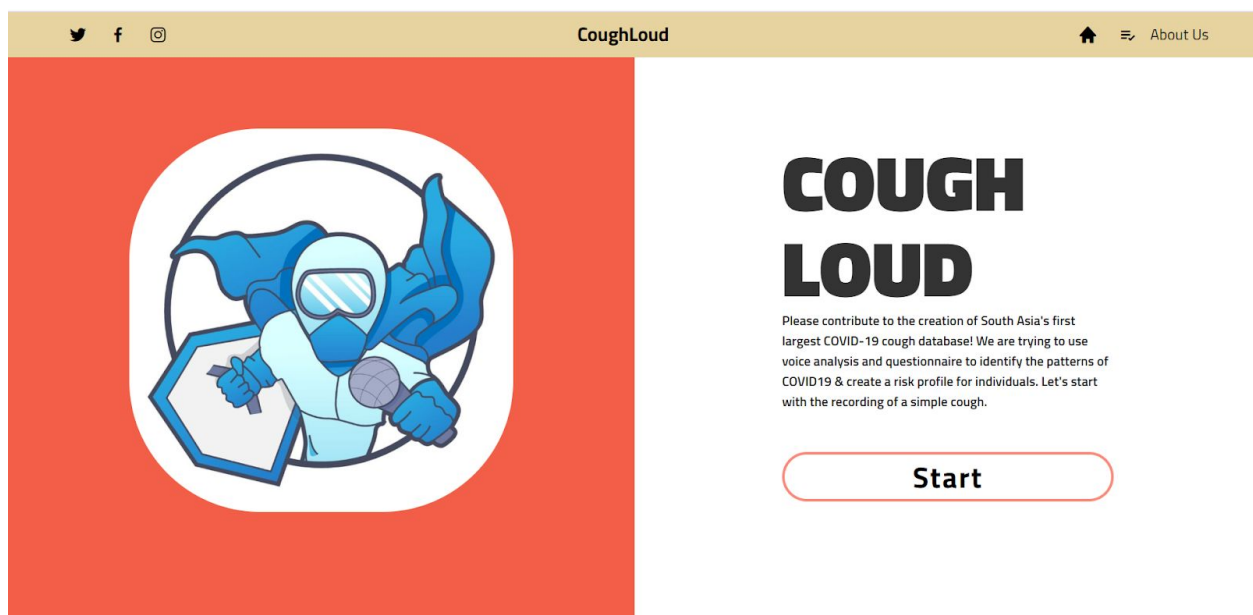 CoughLoud
About Us
COUGH
LOUD
Please contribute to the creation of South Asia's first
largest COVID-19 cough database! We are trying to use
voice analysis and questionnaire to identify the patterns of
COVID19 & create a risk profile for individuals. Let's start
with the recording of a simple cough.
Start